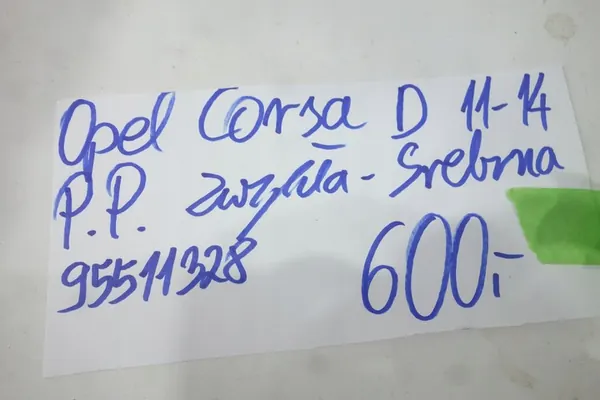 Opel Corsa D 11-14
P.P. zwykła - Srebrna
95511328 600,-